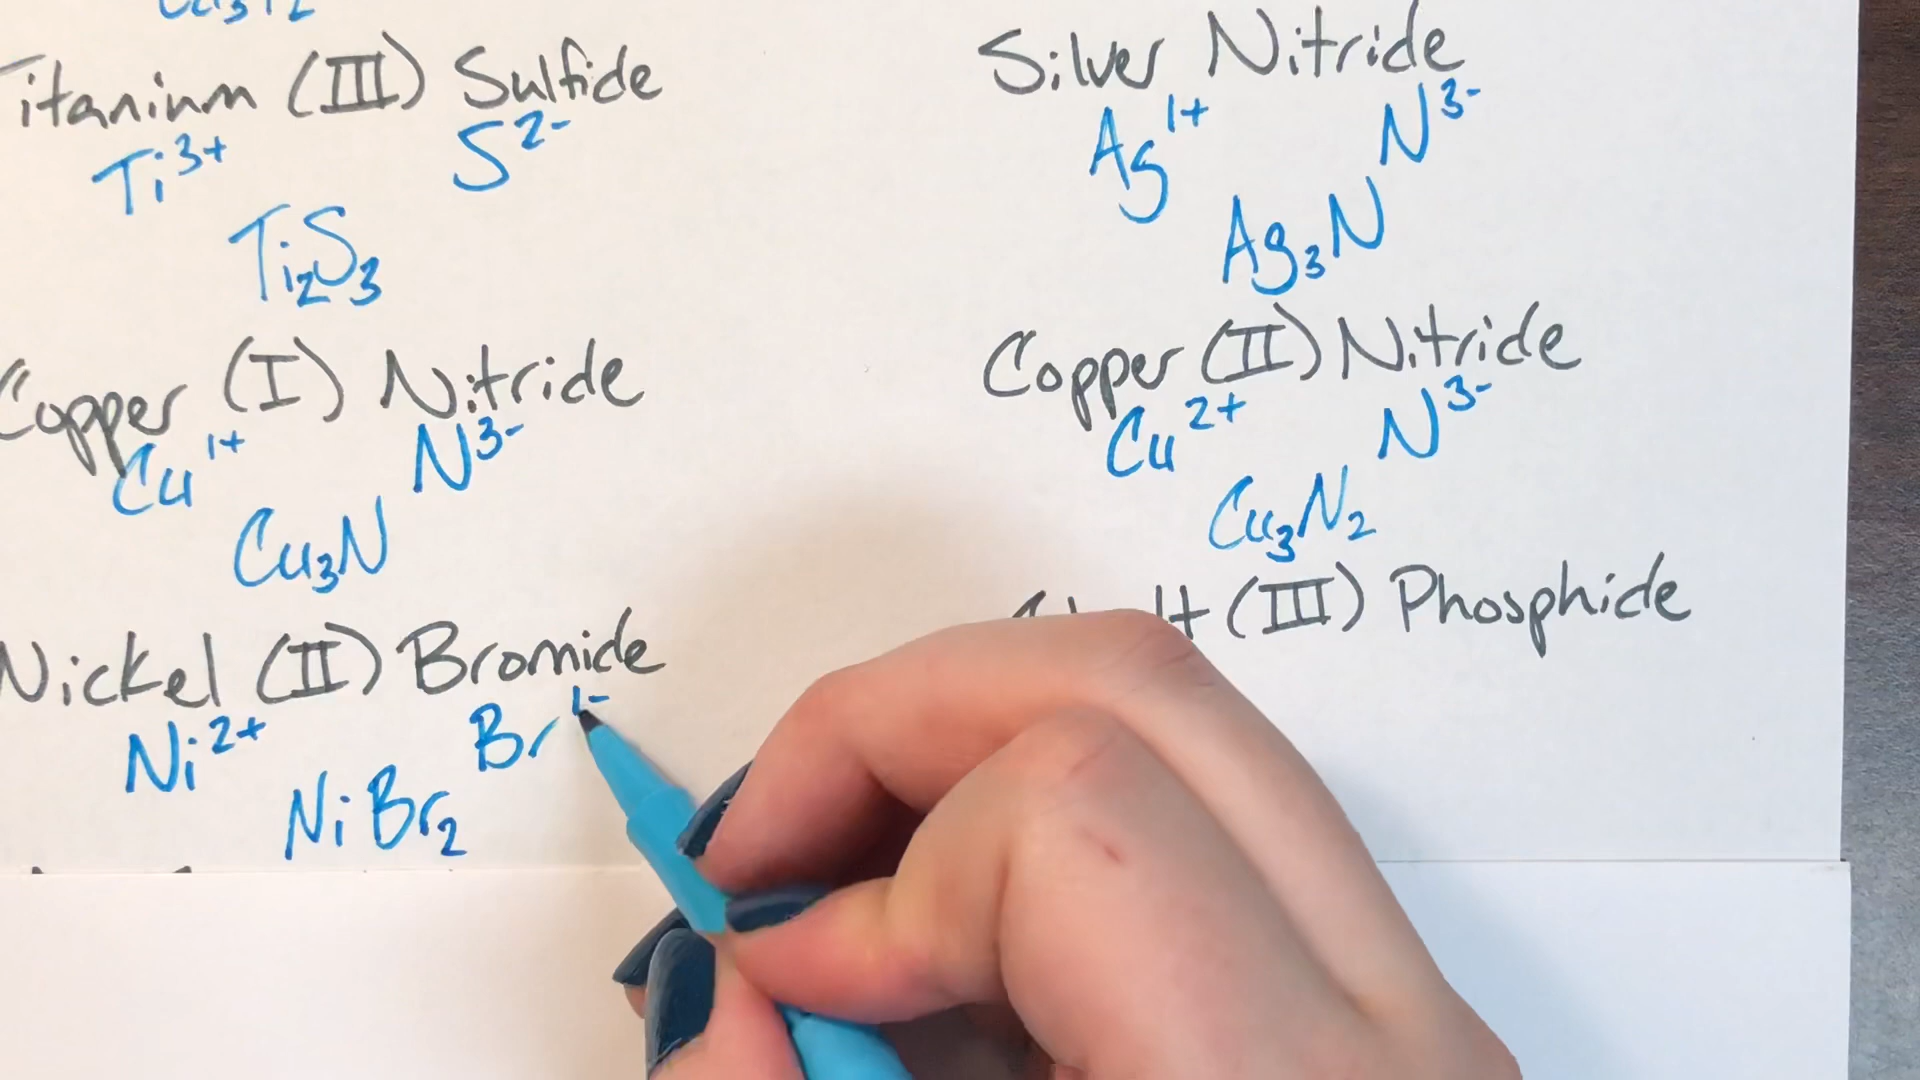 Titanium (III) Sulfide
Ti³⁺ S²⁻
Ti₂S₃
Copper (I) Nitride
Cu¹⁺ N³⁻
Cu₃N
Nickel (II) Bromide
Ni²⁺ Br¹⁻
NiBr₂
Silver Nitride
Ag¹⁺ N³⁻
Ag₃N
Copper (II) Nitride
Cu²⁺ N³⁻
Cu₃N₂
(III) Phosphide